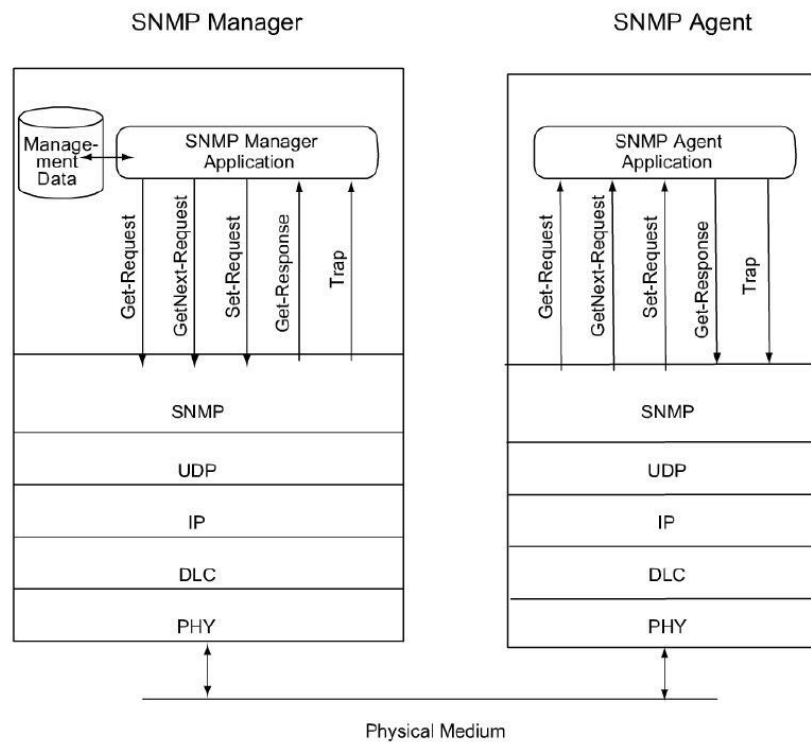 SNMP Manager
SNMP Agent
Manage-
ment
Data
SNMP Manager
Application
Get-Request
GetNext-Request
Set-Request
Get-Response
Trap
SNMP
UDP
IP
DLC
PHY
SNMP Agent
Application
Get-Request
GetNext-Request
Set-Request
Get-Response
Trap
SNMP
UDP
IP
DLC
PHY
Physical Medium